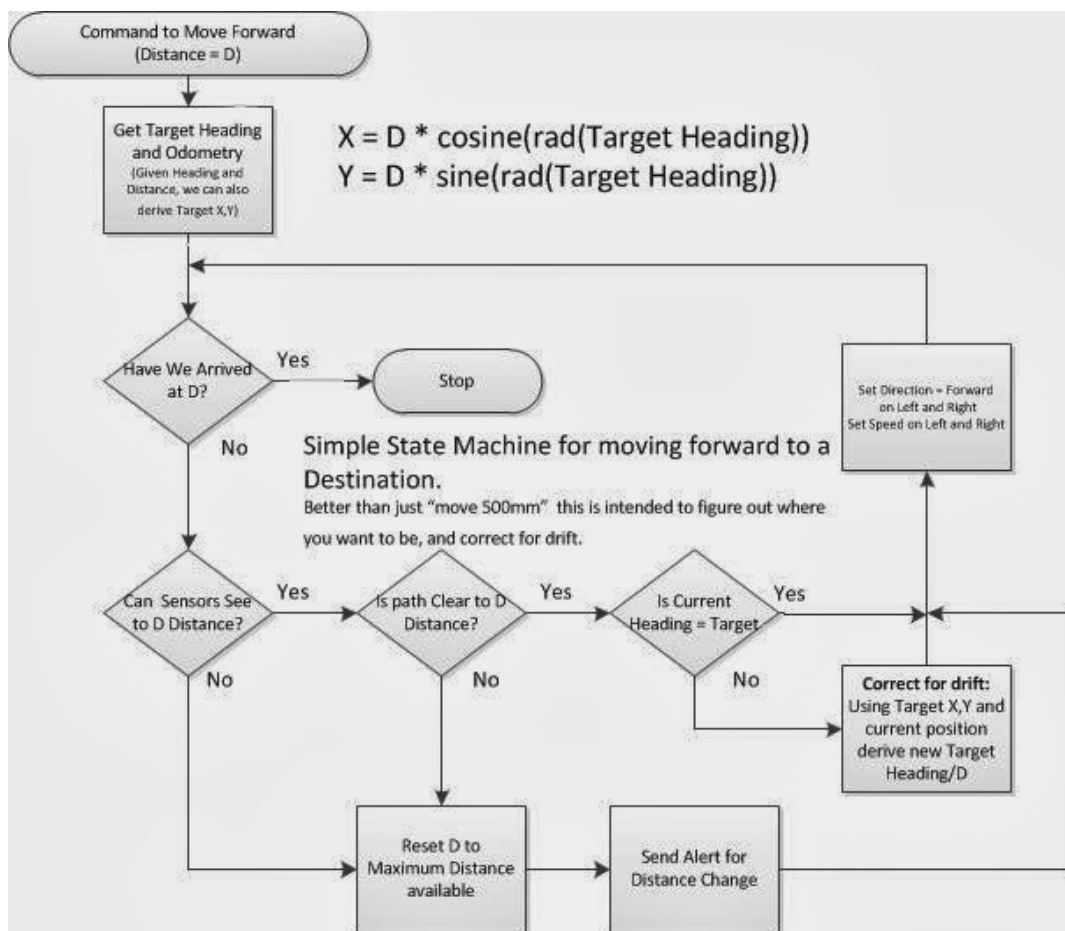 Command to Move Forward
(Distance = D)
Get Target Heading
and Odometry
(Given Heading and
Distance, we can also
derive Target X,Y)
X = D * cosine(rad(Target Heading))
Y = D * sine(rad(Target Heading))
Have We Arrived
at D?
Yes
Stop
No
Set Direction = Forward
on Left and Right
Set Speed on Left and Right
Simple State Machine for moving forward to a
Destination.
Better than just “move 500mm” this is intended to figure out where
you want to be, and correct for drift.
Can Sensors See
to D Distance?
Yes
No
Is path Clear to D
Distance?
Yes
No
Is Current
Heading = Target
Yes
No
Correct for drift:
Using Target X,Y and
current position
derive new Target
Heading/D
Reset D to
Maximum Distance
available
Send Alert for
Distance Change